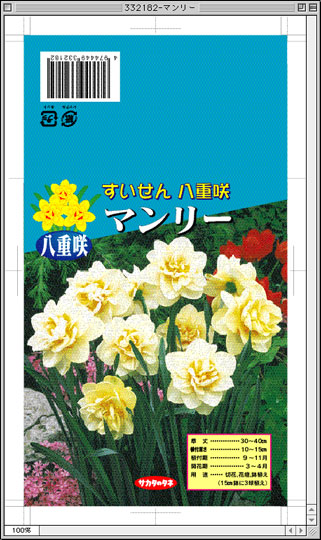 332182-マンリー
4 974449 332182
すいせん 八重咲
マンリー
八重咲
草　丈 ………… 30～40cm
植付深さ ………… 10～15cm
植付期 ………… 9～11月
開花期 ………… 3～4月
用　途 …… 切花、花壇、鉢植え
（15cm鉢に3球植え）
サカタのタネ
100%